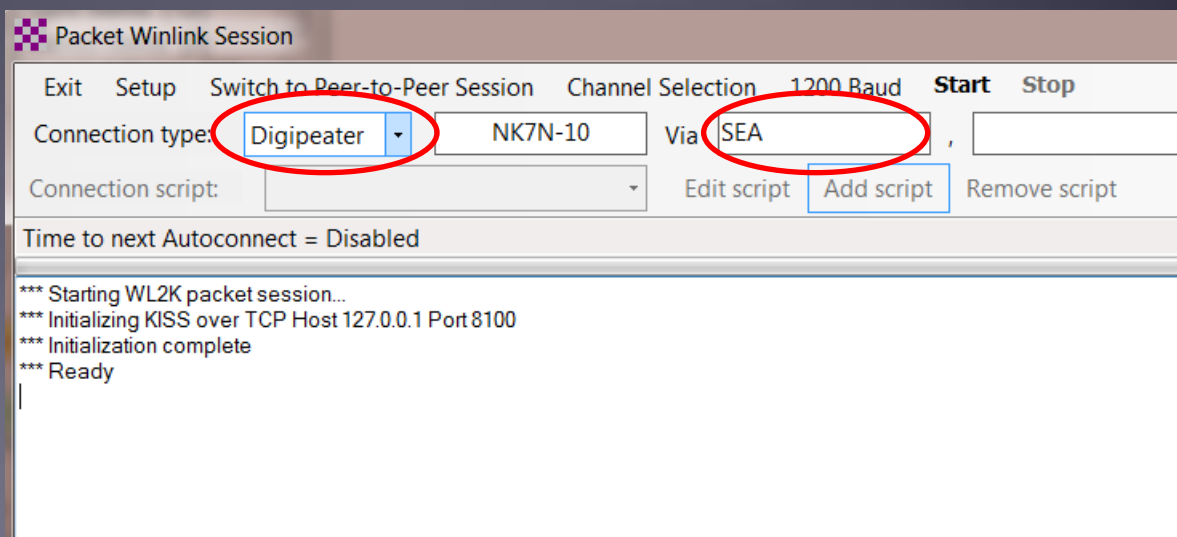 Packet Winlink Session
Exit Setup Switch to Peer-to-Peer Session Channel Selection 1200 Baud Start Stop
Connection type: Digipeater NK7N-10 Via SEA ,
Connection script: Edit script Add script Remove script
Time to next Autoconnect = Disabled
*** Starting WL2K packet session...
*** Initializing KISS over TCP Host 127.0.0.1 Port 8100
*** Initialization complete
*** Ready